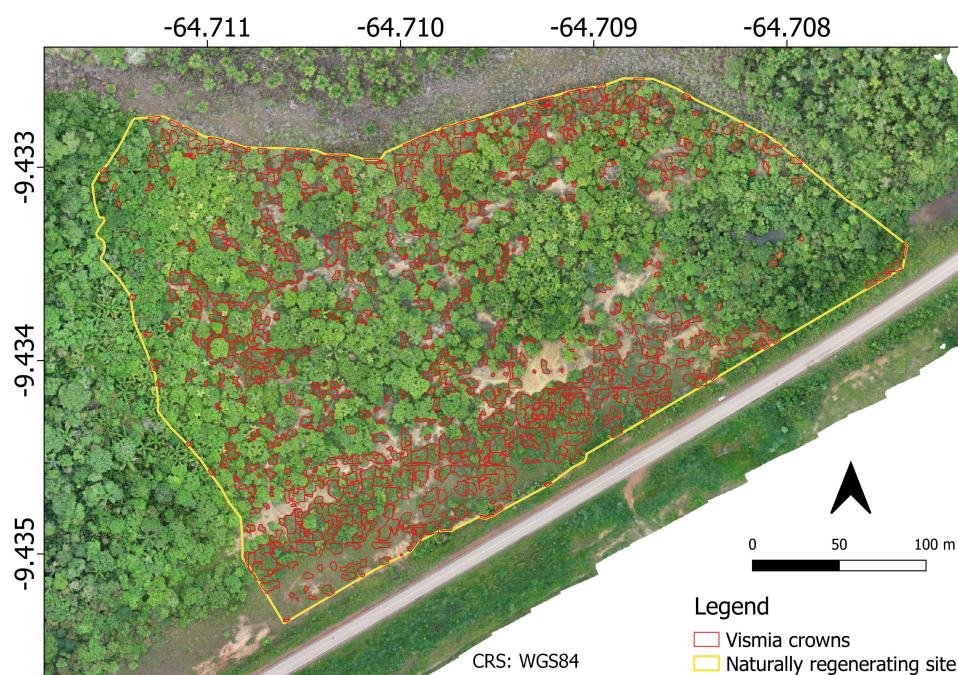 -64.711 -64.710 -64.709 -64.708
-9.433
-9.434
-9.435
0 50 100 m
Legend
Vismia crowns
Naturally regenerating site
CRS: WGS84